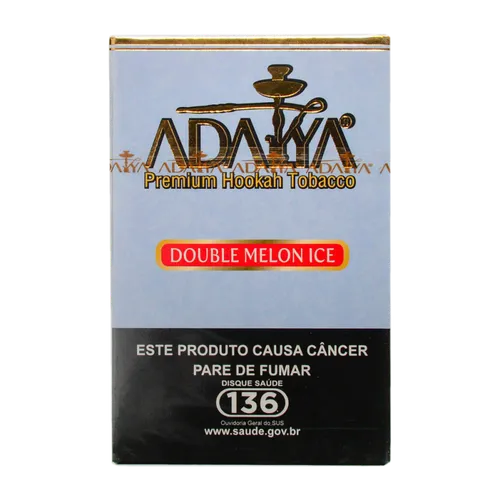 ADALYA®
Premium Hookah Tobacco
DOUBLE MELON ICE
ESTE PRODUTO CAUSA CÂNCER
PARE DE FUMAR
DISQUE SAÚDE
136
Ouvidoria Geral do SUS
www.saude.gov.br